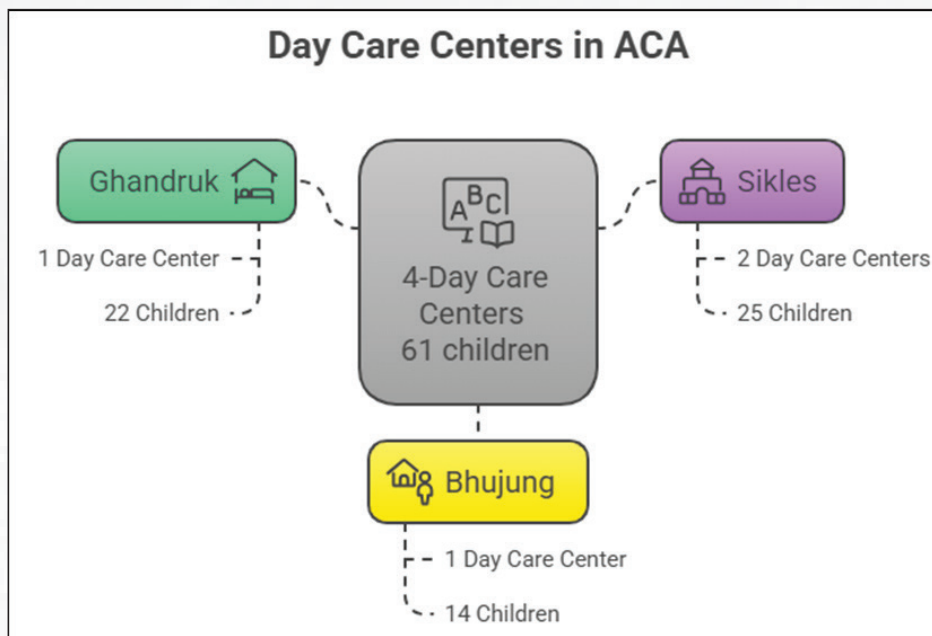 Day Care Centers in ACA
Ghandruk
1 Day Care Center
22 Children
A B C
4-Day Care
Centers
61 children
Sikles
2 Day Care Centers
25 Children
Bhujung
1 Day Care Center
14 Children